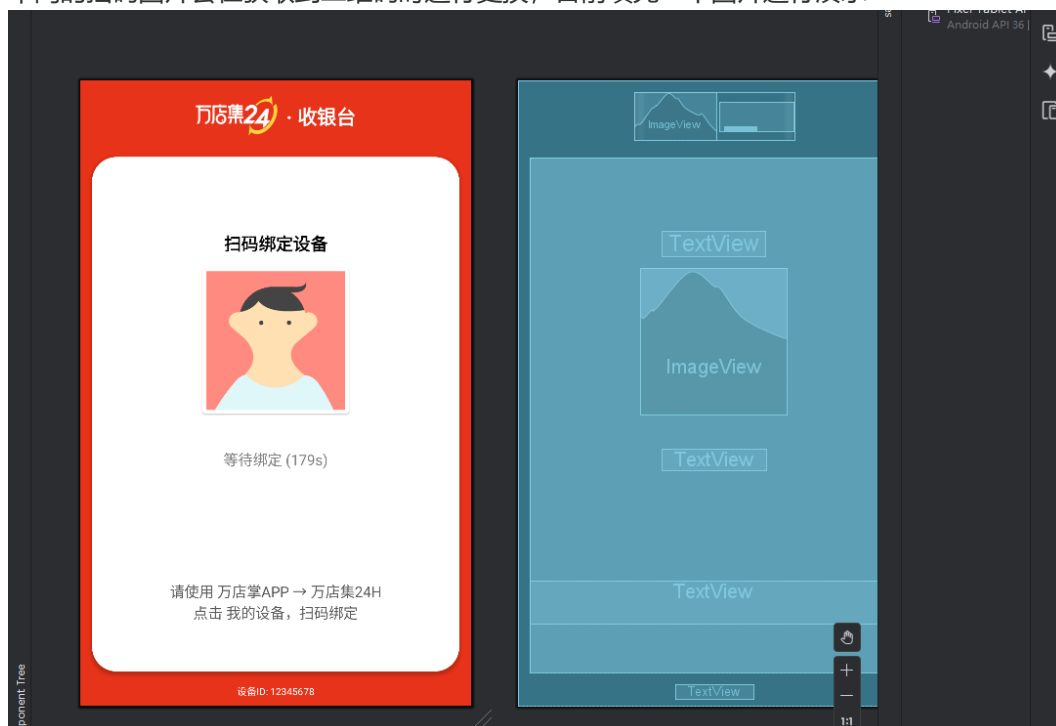 Android API 36
万店集24 · 收银台
扫码绑定设备
等待绑定 (179s)
请使用 万店掌APP → 万店集24H
点击 我的设备，扫码绑定
设备ID: 12345678
ImageView
TextView
ImageView
TextView
TextView
TextView
ponent Tree
1:1